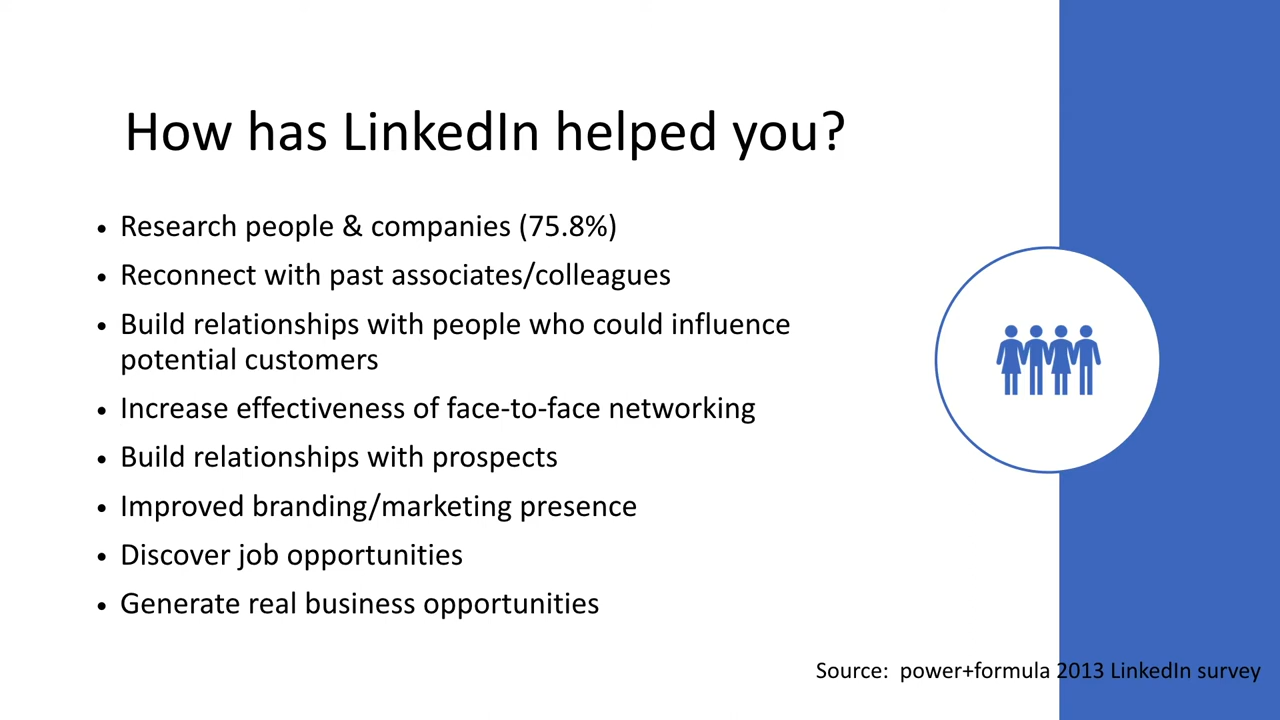 How has LinkedIn helped you?
• Research people & companies (75.8%)
• Reconnect with past associates/colleagues
• Build relationships with people who could influence
potential customers
• Increase effectiveness of face-to-face networking
• Build relationships with prospects
• Improved branding/marketing presence
• Discover job opportunities
• Generate real business opportunities
Source:  power+formula 2013 LinkedIn survey